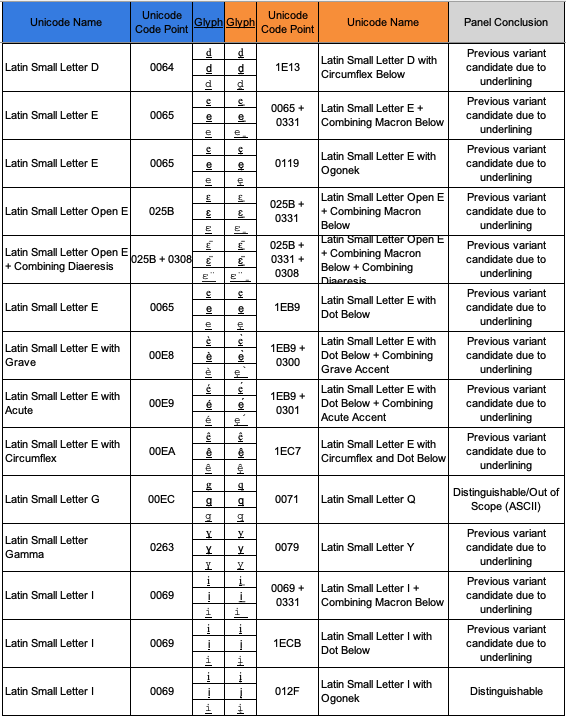 Unicode Name
Unicode
Code Point
Glyph
Glyph
Unicode
Code Point
Unicode Name
Panel Conclusion
Latin Small Letter D
0064
d ḓ
d ḓ
d ḓ
1E13
Latin Small Letter D with
Circumflex Below
Previous variant
candidate due to
underlining
Latin Small Letter E
0065
e e̱
e e̱
e e̱
0065 +
0331
Latin Small Letter E +
Combining Macron Below
Previous variant
candidate due to
underlining
Latin Small Letter E
0065
e ę
e ę
e ę
0119
Latin Small Letter E with
Ogonek
Previous variant
candidate due to
underlining
Latin Small Letter Open E
025B
ɛ ɛ̱
ɛ ɛ̱
ɛ ɛ̱
025B +
0331
Latin Small Letter Open E
+ Combining Macron
Below
Previous variant
candidate due to
underlining
Latin Small Letter Open E
+ Combining Diaeresis
025B + 0308
ɛ̈ ɛ̱̈
ɛ̈ ɛ̱̈
ɛ̈ ɛ̱̈
025B +
0331 +
0308
Latin Small Letter Open E
+ Combining Macron
Below + Combining
Diaeresis
Previous variant
candidate due to
underlining
Latin Small Letter E
0065
e ẹ
e ẹ
e ẹ
1EB9
Latin Small Letter E with
Dot Below
Previous variant
candidate due to
underlining
Latin Small Letter E with
Grave
00E8
è ẹ̀
è ẹ̀
è ẹ̀
1EB9 +
0300
Latin Small Letter E with
Dot Below + Combining
Grave Accent
Previous variant
candidate due to
underlining
Latin Small Letter E with
Acute
00E9
é ẹ́
é ẹ́
é ẹ́
1EB9 +
0301
Latin Small Letter E with
Dot Below + Combining
Acute Accent
Previous variant
candidate due to
underlining
Latin Small Letter E with
Circumflex
00EA
ê ệ
ê ệ
ê ệ
1EC7
Latin Small Letter E with
Circumflex and Dot Below
Previous variant
candidate due to
underlining
Latin Small Letter G
00EC
g q
g q
g q
0071
Latin Small Letter Q
Distinguishable/Out of
Scope (ASCII)
Latin Small Letter
Gamma
0263
ɣ y
ɣ y
ɣ y
0079
Latin Small Letter Y
Previous variant
candidate due to
underlining
Latin Small Letter I
0069
i i̱
i i̱
i i̱
0069 +
0331
Latin Small Letter I +
Combining Macron Below
Previous variant
candidate due to
underlining
Latin Small Letter I
0069
i ị
i ị
i ị
1ECB
Latin Small Letter I with
Dot Below
Previous variant
candidate due to
underlining
Latin Small Letter I
0069
i į
i į
i į
012F
Latin Small Letter I with
Ogonek
Distinguishable